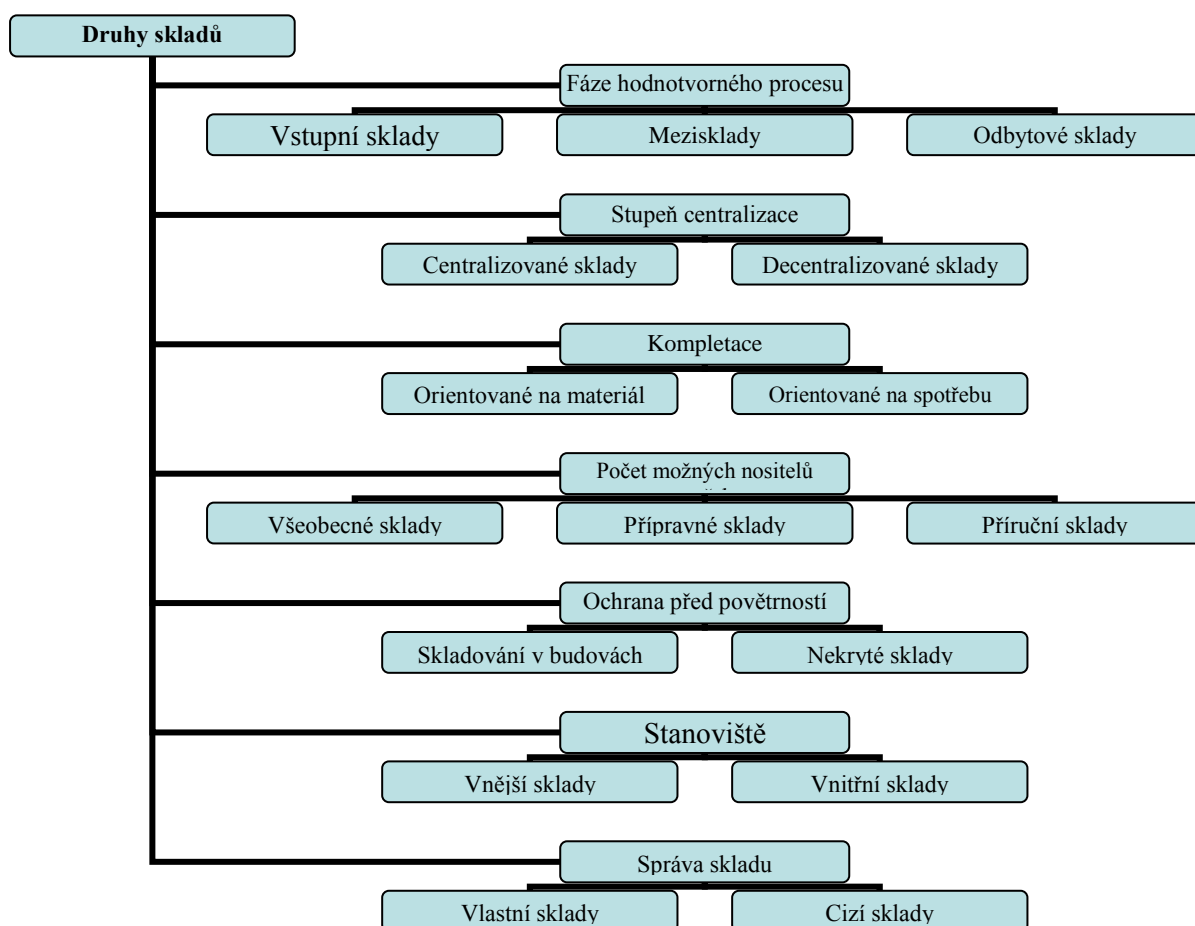 Druhy skladů
Fáze hodnotvorného procesu
Vstupní sklady
Mezisklady
Odbytové sklady
Stupeň centralizace
Centralizované sklady
Decentralizované sklady
Kompletace
Orientované na materiál
Orientované na spotřebu
Počet možných nositelů
Všeobecné sklady
Přípravné sklady
Příruční sklady
Ochrana před povětrností
Skladování v budovách
Nekryté sklady
Stanoviště
Vnější sklady
Vnitřní sklady
Správa skladu
Vlastní sklady
Cizí sklady